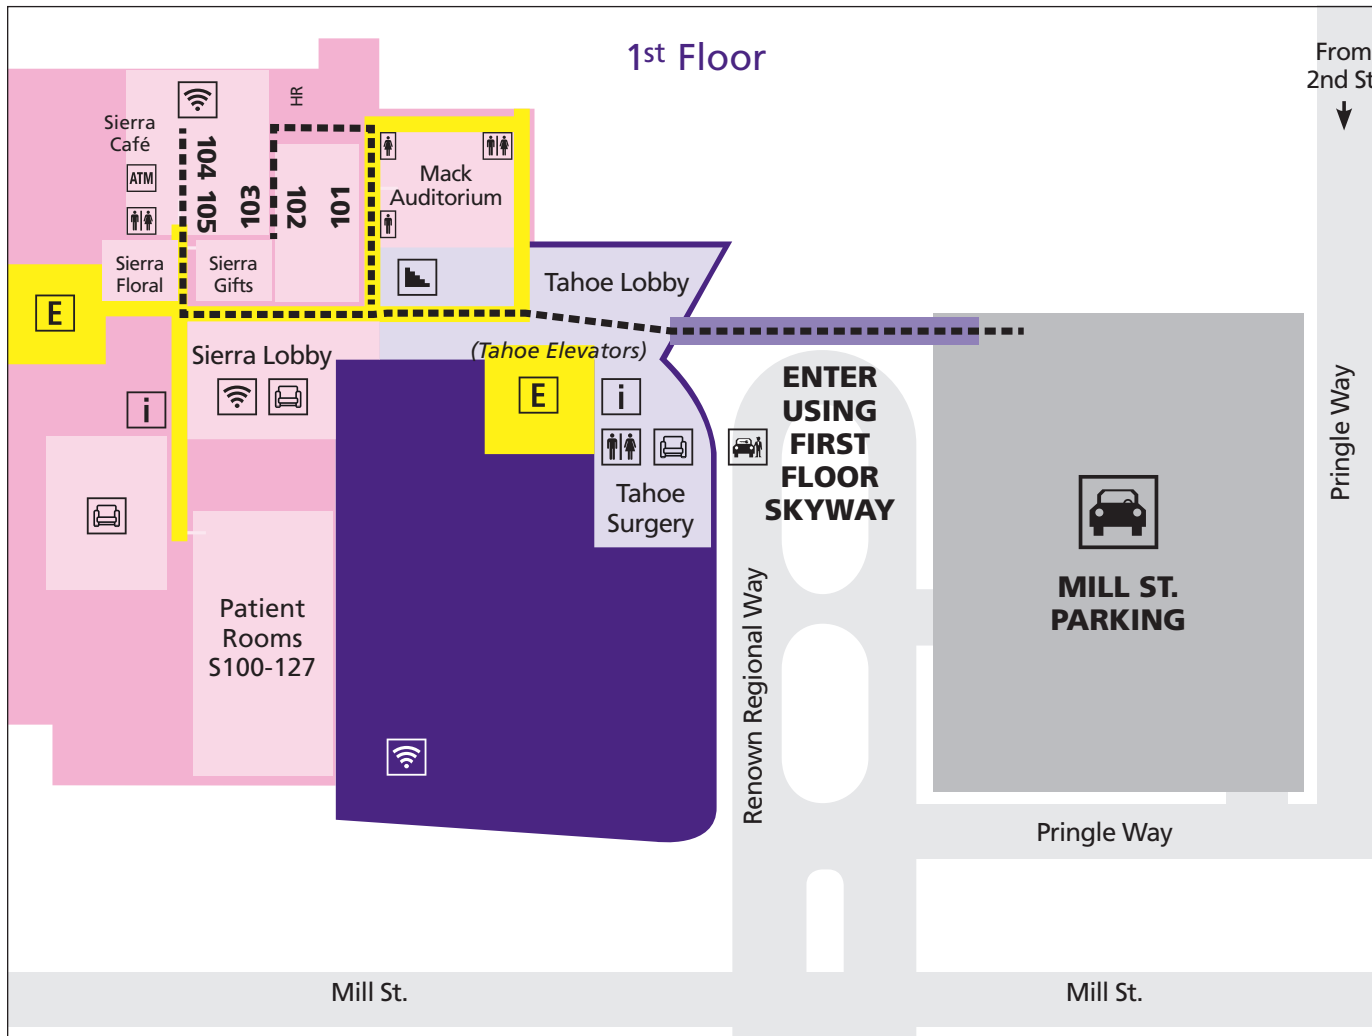 1st Floor
From
2nd St
HR
Sierra
Café
ATM
104
105
103
102
101
Mack
Auditorium
Sierra
Floral
Sierra
Gifts
Tahoe Lobby
E
Sierra Lobby
(Tahoe Elevators)
E
i
i
ENTER
USING
FIRST
FLOOR
SKYWAY
Pringle Way
Tahoe
Surgery
MILL ST.
PARKING
Patient
Rooms
S100-127
Renown Regional Way
Pringle Way
Mill St.
Mill St.